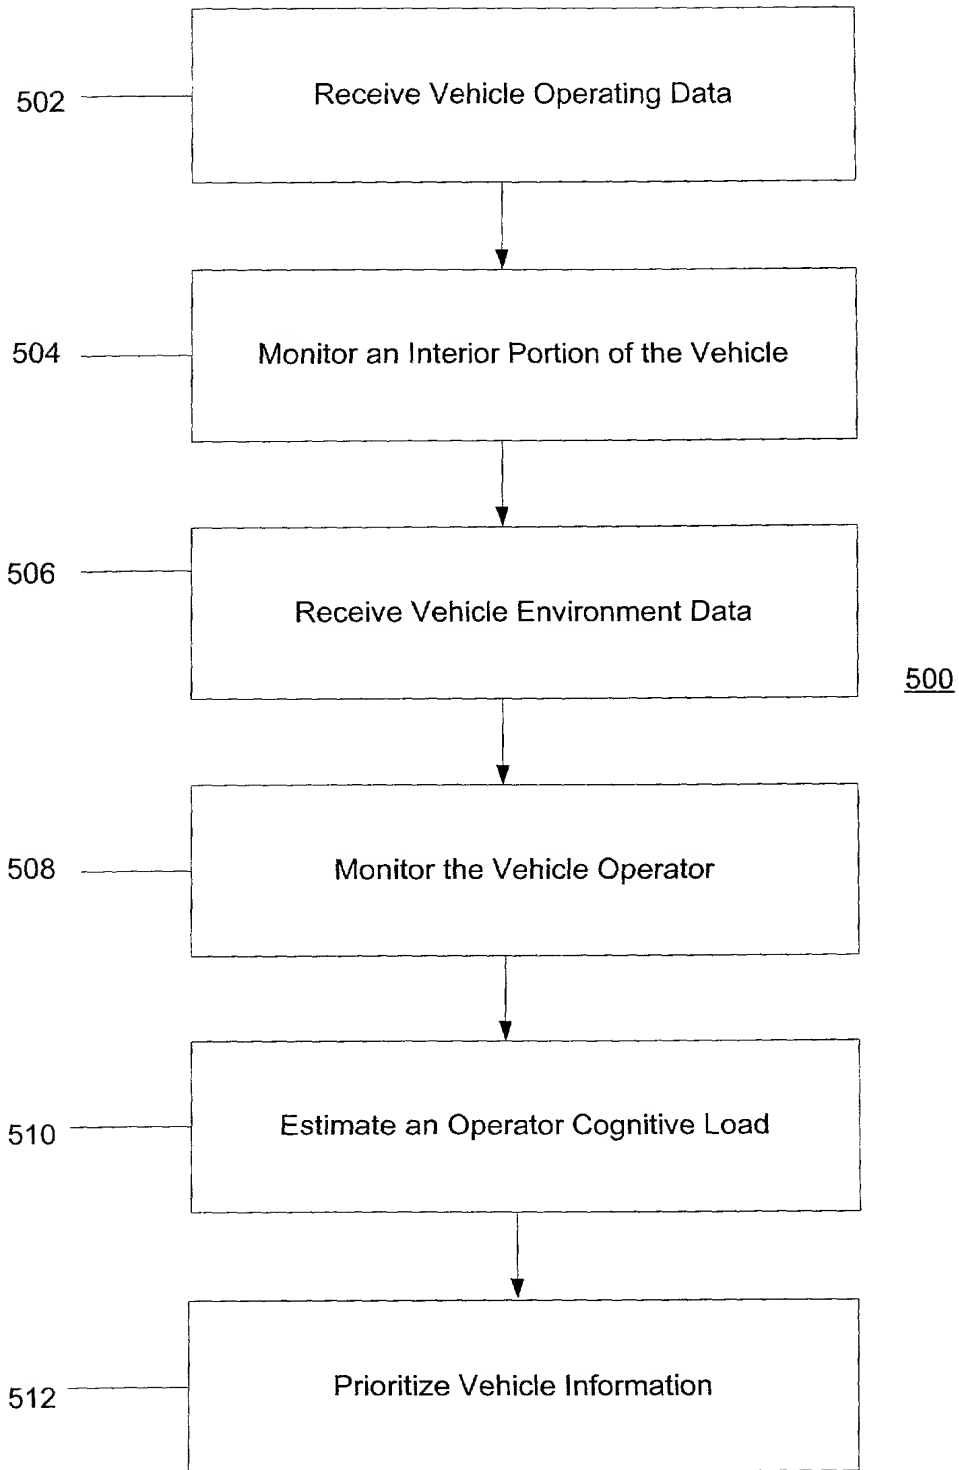 502
Receive Vehicle Operating Data
504
Monitor an Interior Portion of the Vehicle
506
Receive Vehicle Environment Data
500
508
Monitor the Vehicle Operator
510
Estimate an Operator Cognitive Load
512
Prioritize Vehicle Information